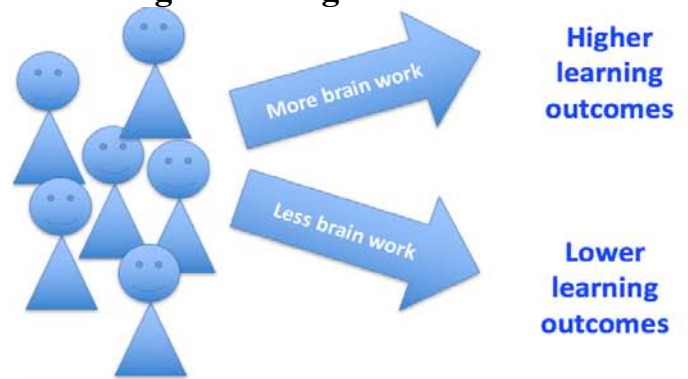 More brain work
Higher
learning
outcomes
Less brain work
Lower
learning
outcomes